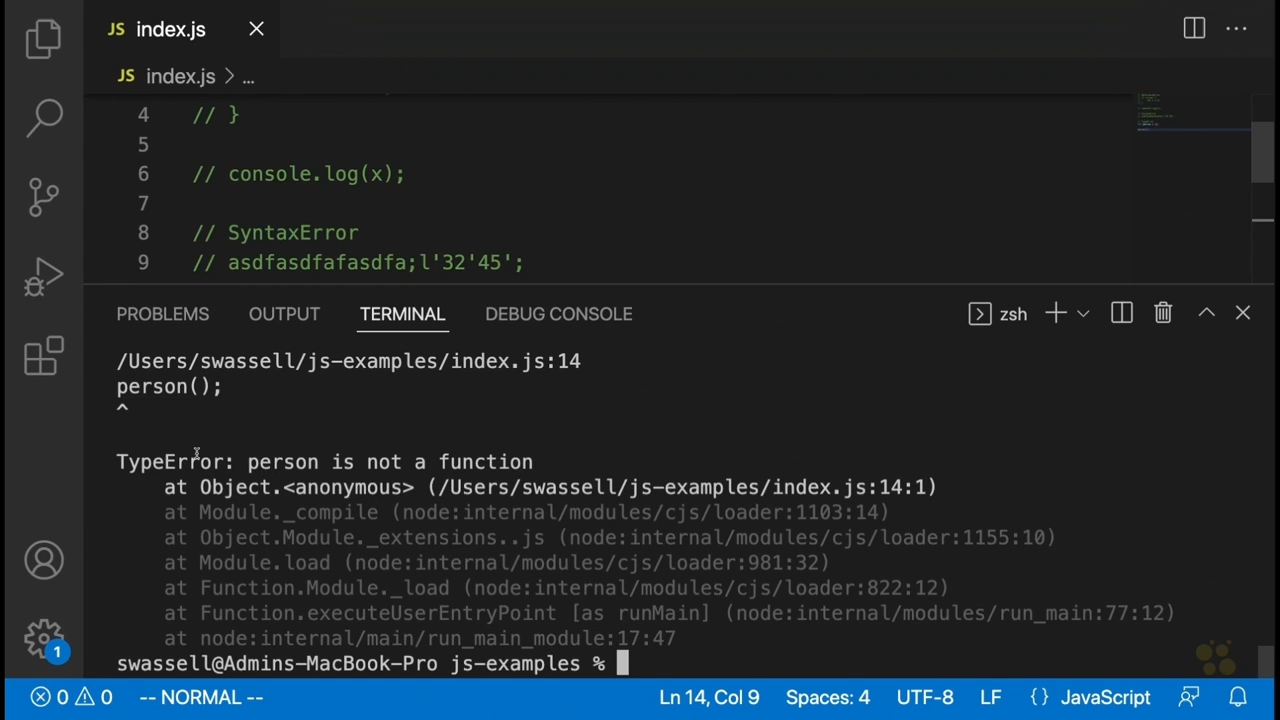 JS index.js
JS index.js > ...
4 // }
5
6 // console.log(x);
7
8 // SyntaxError
9 // asdfasdfafasdfa;l'32'45';
PROBLEMS OUTPUT TERMINAL DEBUG CONSOLE zsh
/Users/swassell/js-examples/index.js:14
person();
^
TypeError: person is not a function
at Object.<anonymous> (/Users/swassell/js-examples/index.js:14:1)
at Module._compile (node:internal/modules/cjs/loader:1103:14)
at Object.Module._extensions..js (node:internal/modules/cjs/loader:1155:10)
at Module.load (node:internal/modules/cjs/loader:981:32)
at Function.Module._load (node:internal/modules/cjs/loader:822:12)
at Function.executeUserEntryPoint [as runMain] (node:internal/modules/run_main:77:12)
at node:internal/main/run_main_module:17:47
swassell@Admins-MacBook-Pro js-examples %
1
0 0 -- NORMAL -- Ln 14, Col 9 Spaces: 4 UTF-8 LF {} JavaScript